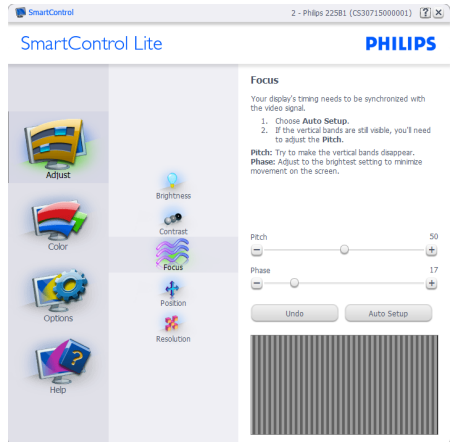 SmartControl
2 - Philips 225B1 (CS30715000001)
SmartControl Lite
PHILIPS
Adjust
Color
Options
Help
Brightness
Contrast
Focus
Position
Resolution
Focus
Your display's timing needs to be synchronized with
the video signal.
1. Choose Auto Setup.
2. If the vertical bands are still visible, you'll need
to adjust the Pitch.
Pitch: Try to make the vertical bands disappear.
Phase: Adjust to the brightest setting to minimize
movement on the screen.
Pitch 50
Phase 17
Undo Auto Setup